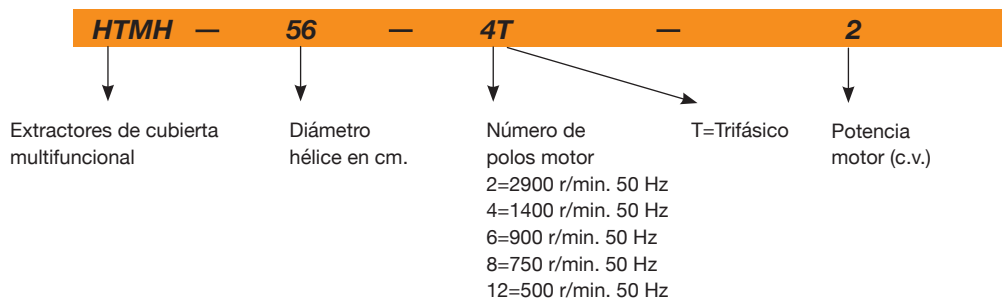 HTMH — 56 — 4T — 2
Extractores de cubierta
multifuncional
Diámetro
hélice en cm.
Número de
polos motor
2=2900 r/min. 50 Hz
4=1400 r/min. 50 Hz
6=900 r/min. 50 Hz
8=750 r/min. 50 Hz
12=500 r/min. 50 Hz
T=Trifásico
Potencia
motor (c.v.)